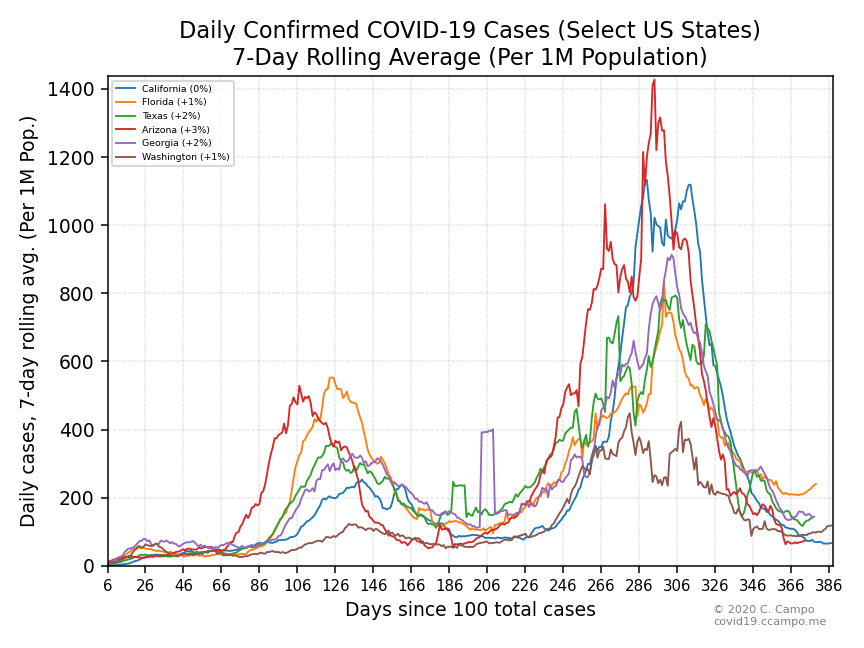 Daily Confirmed COVID-19 Cases (Select US States)
7-Day Rolling Average (Per 1M Population)
Daily cases, 7-day rolling avg. (Per 1M Pop.)
1400
1200
1000
800
600
400
200
0
California (0%)
Florida (+1%)
Texas (+2%)
Arizona (+3%)
Georgia (+2%)
Washington (+1%)
6 26 46 66 86 106 126 146 166 186 206 226 246 266 286 306 326 346 366 386
Days since 100 total cases
© 2020 C. Campo
covid19.ccampo.me